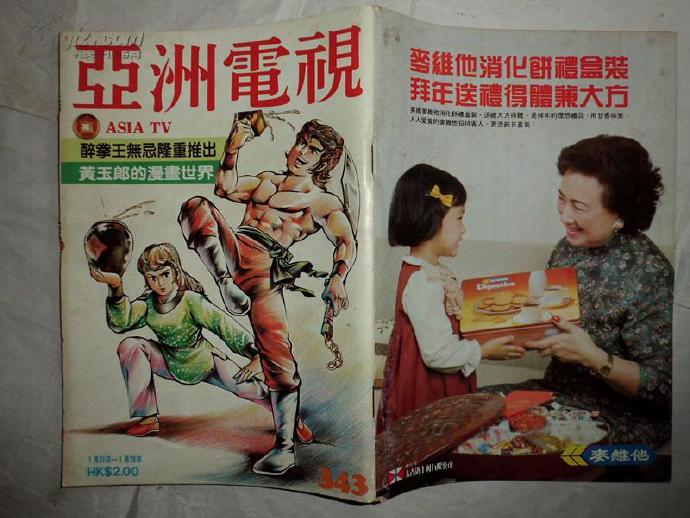 亞洲電視
ASIA TV
醉拳王無忌隆重推出
黃玉郎的漫畫世界
HK$2.00
343
麥維他消化餅禮盒裝
拜年送禮得體兼大方
Digestive
麥維他